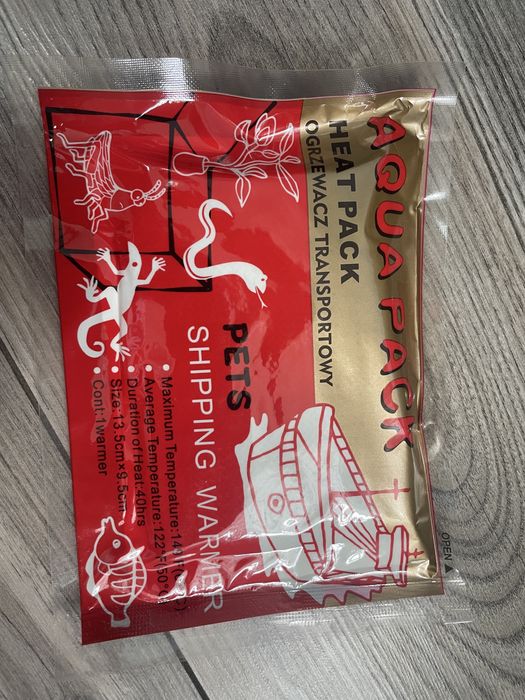 AQUA PACK
HEAT PACK
OGRZEWACZ TRANSPORTOWY
PETS
SHIPPING WARMER
• Maximum Temperature:
• Average Temperature:122°F(50°C)
• Duration of Heat:40hrs
• Size:13.5cm×9.5cm
• Cont:1warmer
OPEN